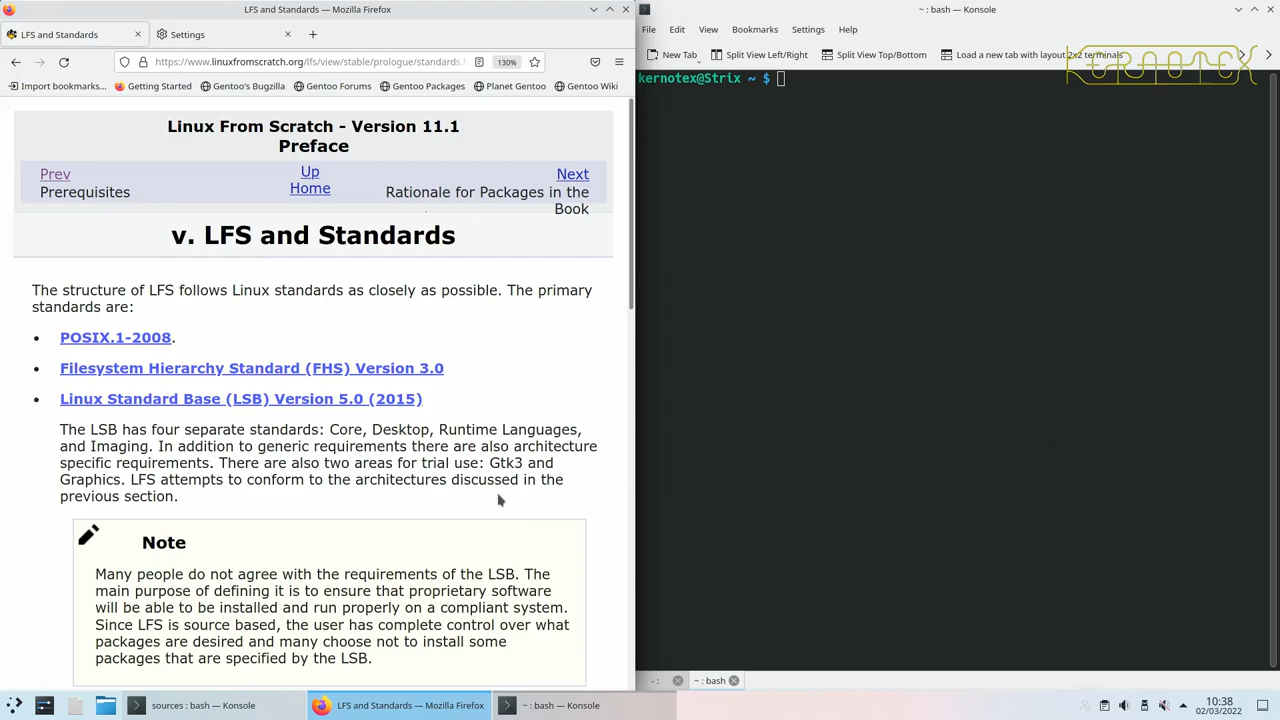 LFS and Standards — Mozilla Firefox
LFS and Standards
Settings
https://www.linuxfromscratch.org/lfs/view/stable/prologue/standards.h
130%
Import bookmarks...
Getting Started
Gentoo's Bugzilla
Gentoo Forums
Gentoo Packages
Planet Gentoo
Gentoo Wiki
Linux From Scratch - Version 11.1
Preface
Prev
Up
Next
Prerequisites
Home
Rationale for Packages in the
Book
v. LFS and Standards
The structure of LFS follows Linux standards as closely as possible. The primary
standards are:
• POSIX.1-2008.
• Filesystem Hierarchy Standard (FHS) Version 3.0
• Linux Standard Base (LSB) Version 5.0 (2015)
The LSB has four separate standards: Core, Desktop, Runtime Languages,
and Imaging. In addition to generic requirements there are also architecture
specific requirements. There are also two areas for trial use: Gtk3 and
Graphics. LFS attempts to conform to the architectures discussed in the
previous section.
Note
Many people do not agree with the requirements of the LSB. The
main purpose of defining it is to ensure that proprietary software
will be able to be installed and run properly on a compliant system.
Since LFS is source based, the user has complete control over what
packages are desired and many choose not to install some
packages that are specified by the LSB.
~ : bash — Konsole
File Edit View Bookmarks Settings Help
New Tab
Split View Left/Right
Split View Top/Bottom
Load a new tab with layout 2x2 terminals
KERNOTEX
kernotex@Strix ~ $
- :
~ : bash
sources : bash — Konsole
LFS and Standards — Mozilla Firefox
~ : bash — Konsole
10:38
02/03/2022